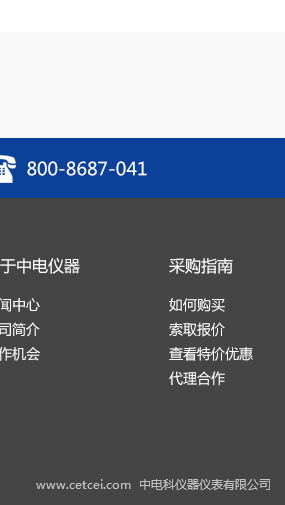 800-8687-041
于中电仪器
采购指南
闻中心
如何购买
司简介
索取报价
作机会
查看特价优惠
代理合作
www.cetcei.com 中电科仪器仪表有限公司